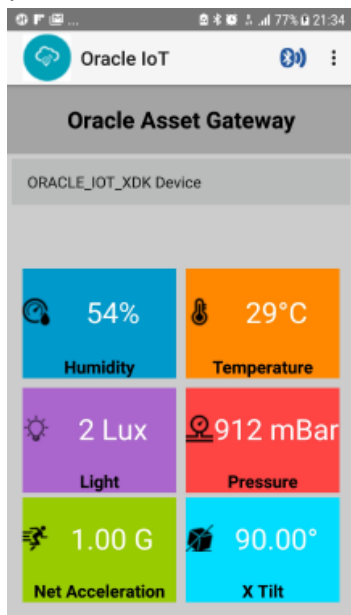 ... 77% 21:34
Oracle IoT
Oracle Asset Gateway
ORACLE_IOT_XDK Device
54% 29°C
Humidity Temperature
2 Lux 912 mBar
Light Pressure
1.00 G 90.00°
Net Acceleration X Tilt